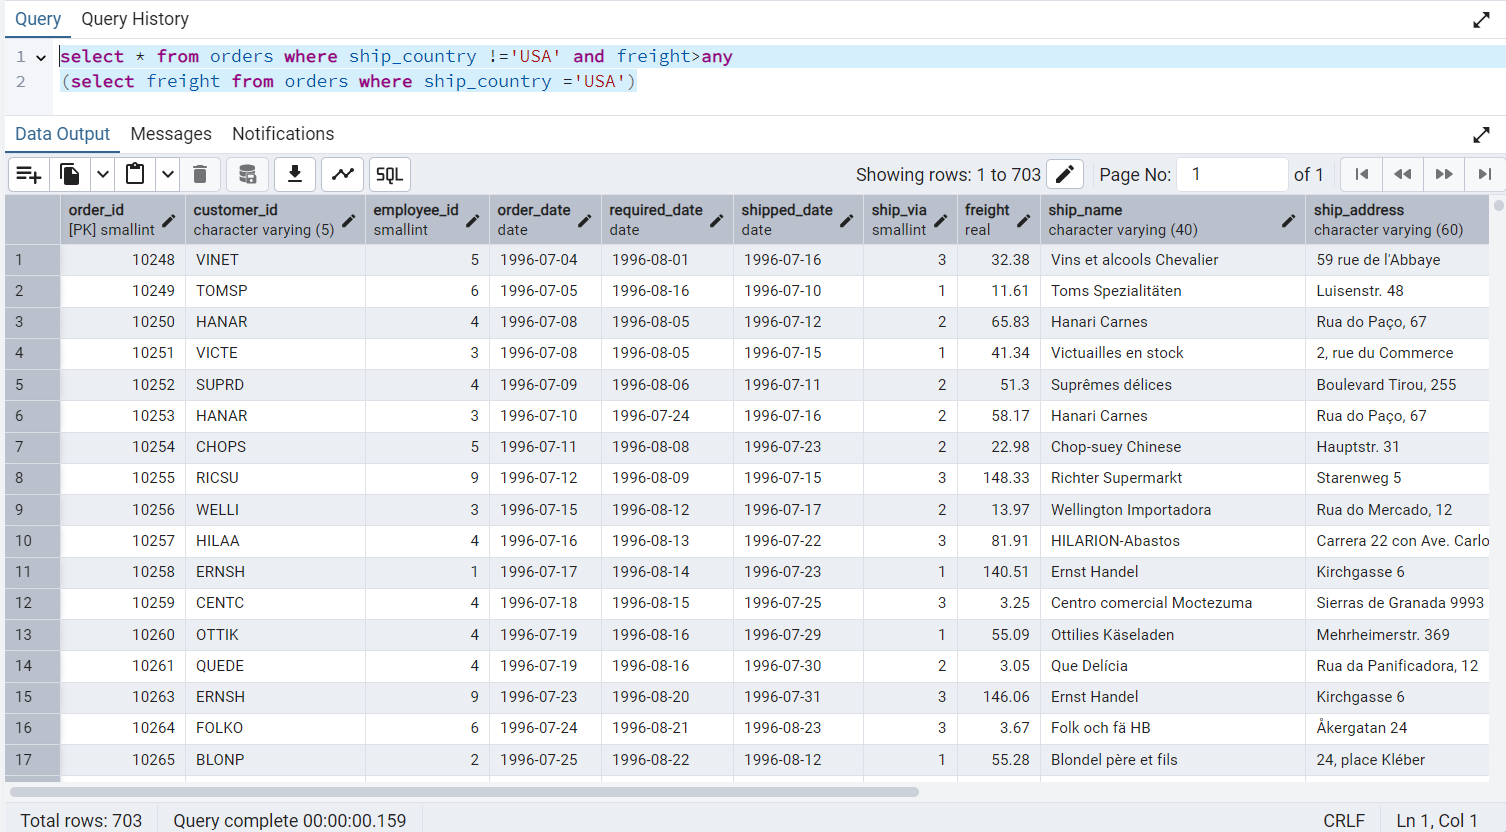 Query Query History
1 select * from orders where ship_country !='USA' and freight>any
2 (select freight from orders where ship_country ='USA')
Data Output Messages Notifications
SQL Showing rows: 1 to 703 Page No: 1 of 1
order_id customer_id employee_id order_date required_date shipped_date ship_via freight ship_name ship_address
[PK] smallint character varying (5) smallint date date date smallint real character varying (40) character varying (60)
1 10248 VINET 5 1996-07-04 1996-08-01 1996-07-16 3 32.38 Vins et alcools Chevalier 59 rue de l'Abbaye
2 10249 TOMSP 6 1996-07-05 1996-08-16 1996-07-10 1 11.61 Toms Spezialitäten Luisenstr. 48
3 10250 HANAR 4 1996-07-08 1996-08-05 1996-07-12 2 65.83 Hanari Carnes Rua do Paço, 67
4 10251 VICTE 3 1996-07-08 1996-08-05 1996-07-15 1 41.34 Victuailles en stock 2, rue du Commerce
5 10252 SUPRD 4 1996-07-09 1996-08-06 1996-07-11 2 51.3 Suprêmes délices Boulevard Tirou, 255
6 10253 HANAR 3 1996-07-10 1996-07-24 1996-07-16 2 58.17 Hanari Carnes Rua do Paço, 67
7 10254 CHOPS 5 1996-07-11 1996-08-08 1996-07-23 2 22.98 Chop-suey Chinese Hauptstr. 31
8 10255 RICSU 9 1996-07-12 1996-08-09 1996-07-15 3 148.33 Richter Supermarkt Starenweg 5
9 10256 WELLI 3 1996-07-15 1996-08-12 1996-07-17 2 13.97 Wellington Importadora Rua do Mercado, 12
10 10257 HILAA 4 1996-07-16 1996-08-13 1996-07-22 3 81.91 HILARION-Abastos Carrera 22 con Ave. Carlo
11 10258 ERNSH 1 1996-07-17 1996-08-14 1996-07-23 1 140.51 Ernst Handel Kirchgasse 6
12 10259 CENTC 4 1996-07-18 1996-08-15 1996-07-25 3 3.25 Centro comercial Moctezuma Sierras de Granada 9993
13 10260 OTTIK 4 1996-07-19 1996-08-16 1996-07-29 1 55.09 Ottilies Käseladen Mehrheimerstr. 369
14 10261 QUEDE 4 1996-07-19 1996-08-16 1996-07-30 2 3.05 Que Delícia Rua da Panificadora, 12
15 10263 ERNSH 9 1996-07-23 1996-08-20 1996-07-31 3 146.06 Ernst Handel Kirchgasse 6
16 10264 FOLKO 6 1996-07-24 1996-08-21 1996-08-23 3 3.67 Folk och fä HB Åkergatan 24
17 10265 BLONP 2 1996-07-25 1996-08-22 1996-08-12 1 55.28 Blondel père et fils 24, place Kléber
Total rows: 703 Query complete 00:00:00.159 CRLF Ln 1, Col 1